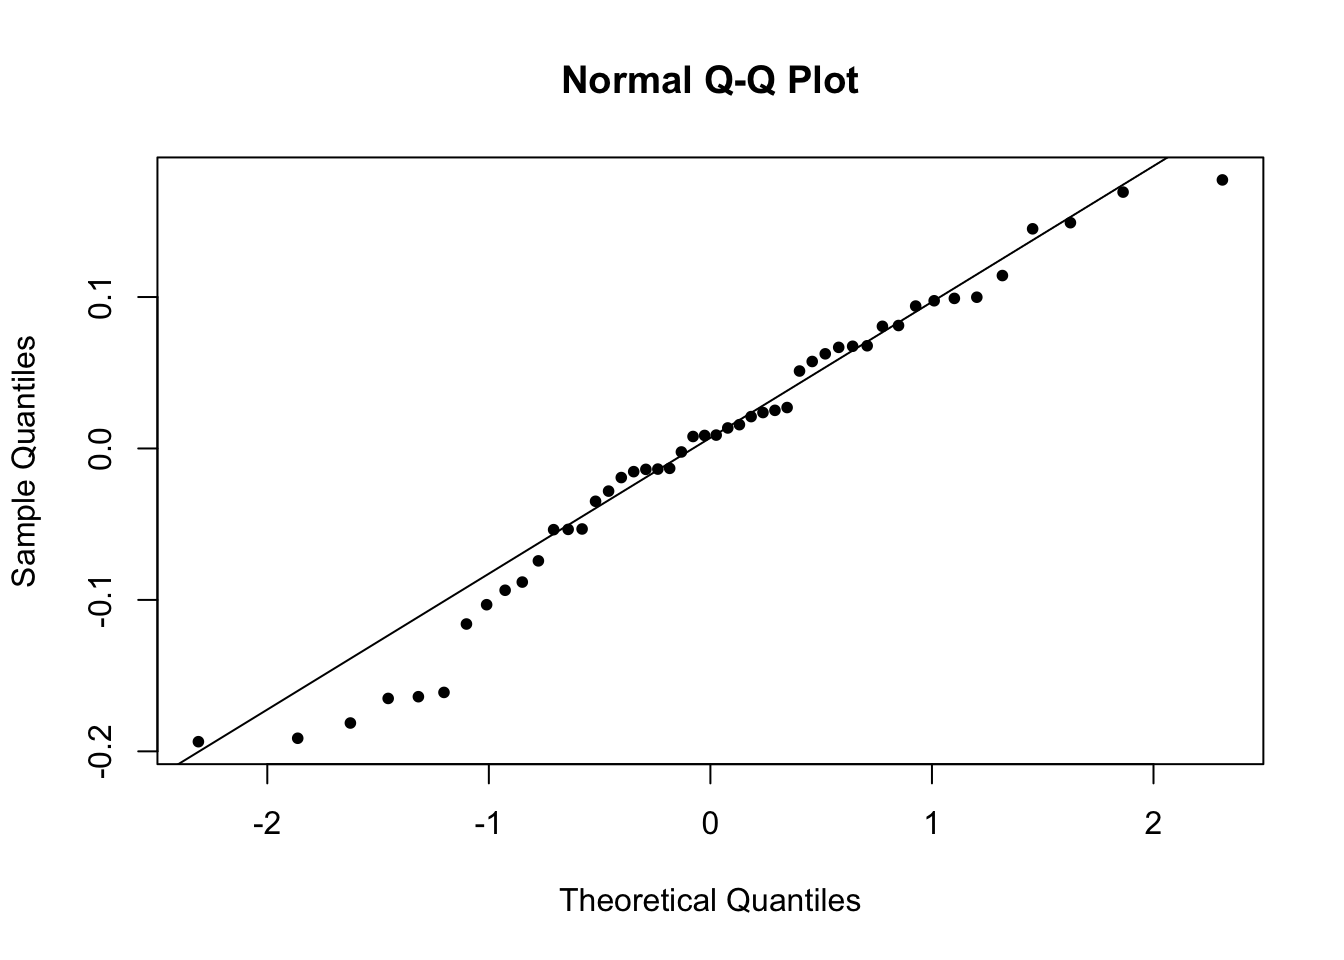 Normal Q-Q Plot
Sample Quantiles
0.1
0.0
-0.1
-0.2
-2 -1 0 1 2
Theoretical Quantiles